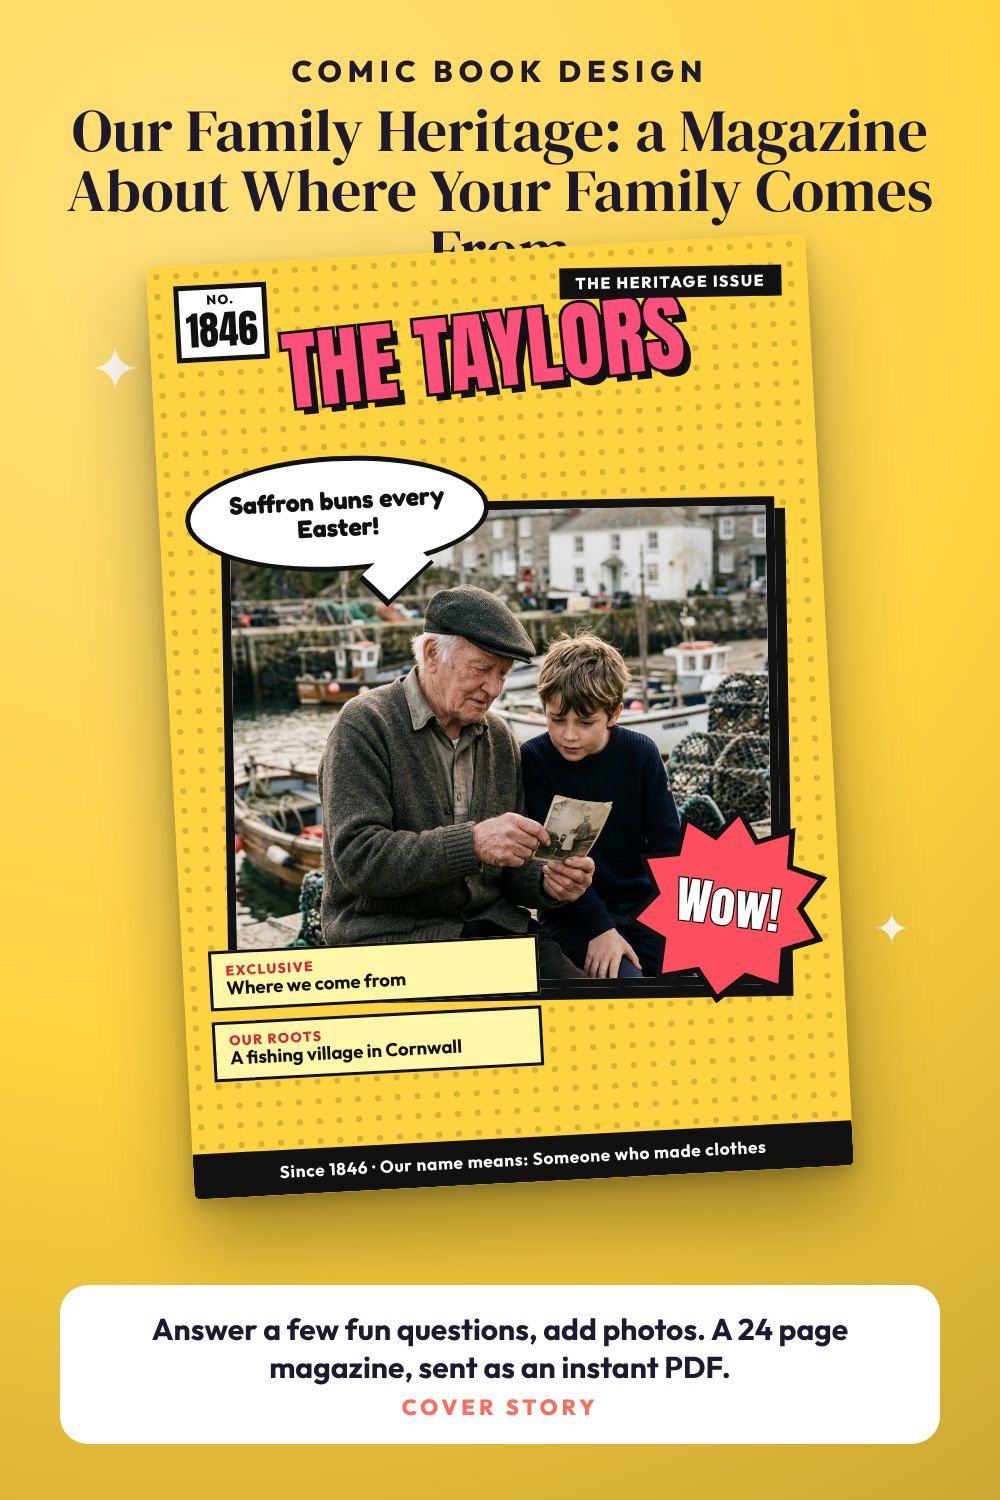 COMIC BOOK DESIGN
Our Family Heritage: a Magazine
About Where Your Family Comes
From
THE HERITAGE ISSUE
NO.
1846
THE TAYLORS
Saffron buns every
Easter!
Wow!
EXCLUSIVE
Where we come from
OUR ROOTS
A fishing village in Cornwall
Since 1846 · Our name means: Someone who made clothes
Answer a few fun questions, add photos. A 24 page
magazine, sent as an instant PDF.
COVER STORY